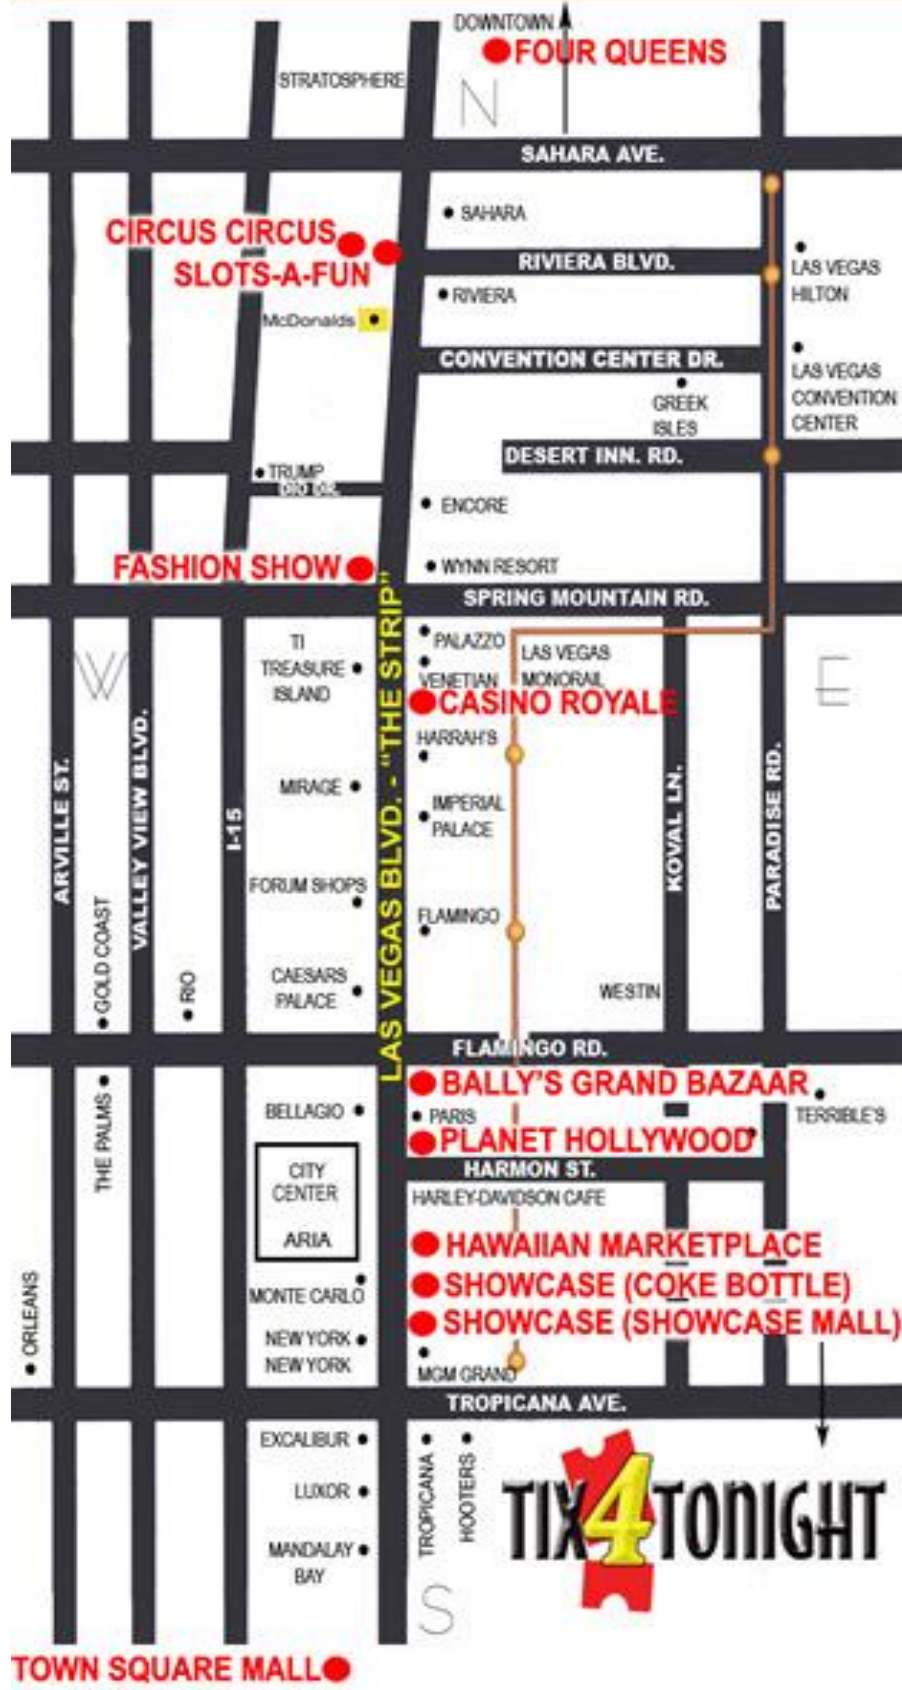 DOWNTOWN
FOUR QUEENS
STRATOSPHERE
N
SAHARA AVE.
SAHARA
CIRCUS CIRCUS
SLOTS-A-FUN
RIVIERA BLVD.
LAS VEGAS
HILTON
RIVIERA
McDonalds
CONVENTION CENTER DR.
LAS VEGAS
CONVENTION
CENTER
GREEK
ISLES
DESERT INN. RD.
TRUMP
ENCORE
FASHION SHOW
WYNN RESORT
SPRING MOUNTAIN RD.
LAS VEGAS BLVD. - "THE STRIP"
W
TI
TREASURE
ISLAND
PALAZZO
VENETIAN
LAS VEGAS
MONORAIL
E
CASINO ROYALE
HARRAH'S
ARVILLE ST.
VALLEY VIEW BLVD.
I-15
MIRAGE
IMPERIAL
PALACE
KOVAL LN.
PARADISE RD.
FORUM SHOPS
FLAMINGO
GOLD COAST
RIO
CAESARS
PALACE
WESTIN
FLAMINGO RD.
BALLY'S GRAND BAZAAR
THE PALMS
BELLAGIO
PARIS
TERRIBLE'S
PLANET HOLLYWOOD
HARMON ST.
CITY
CENTER
ARIA
HARLEY-DAVIDSON CAFE
HAWAIIAN MARKETPLACE
SHOWCASE (COKE BOTTLE)
MONTE CARLO
SHOWCASE (SHOWCASE MALL)
ORLEANS
NEW YORK
NEW YORK
MGM GRAND
TROPICANA AVE.
EXCALIBUR
LUXOR
MANDALAY
BAY
TROPICANA
HOOTERS
TIX4TONIGHT
S
TOWN SQUARE MALL